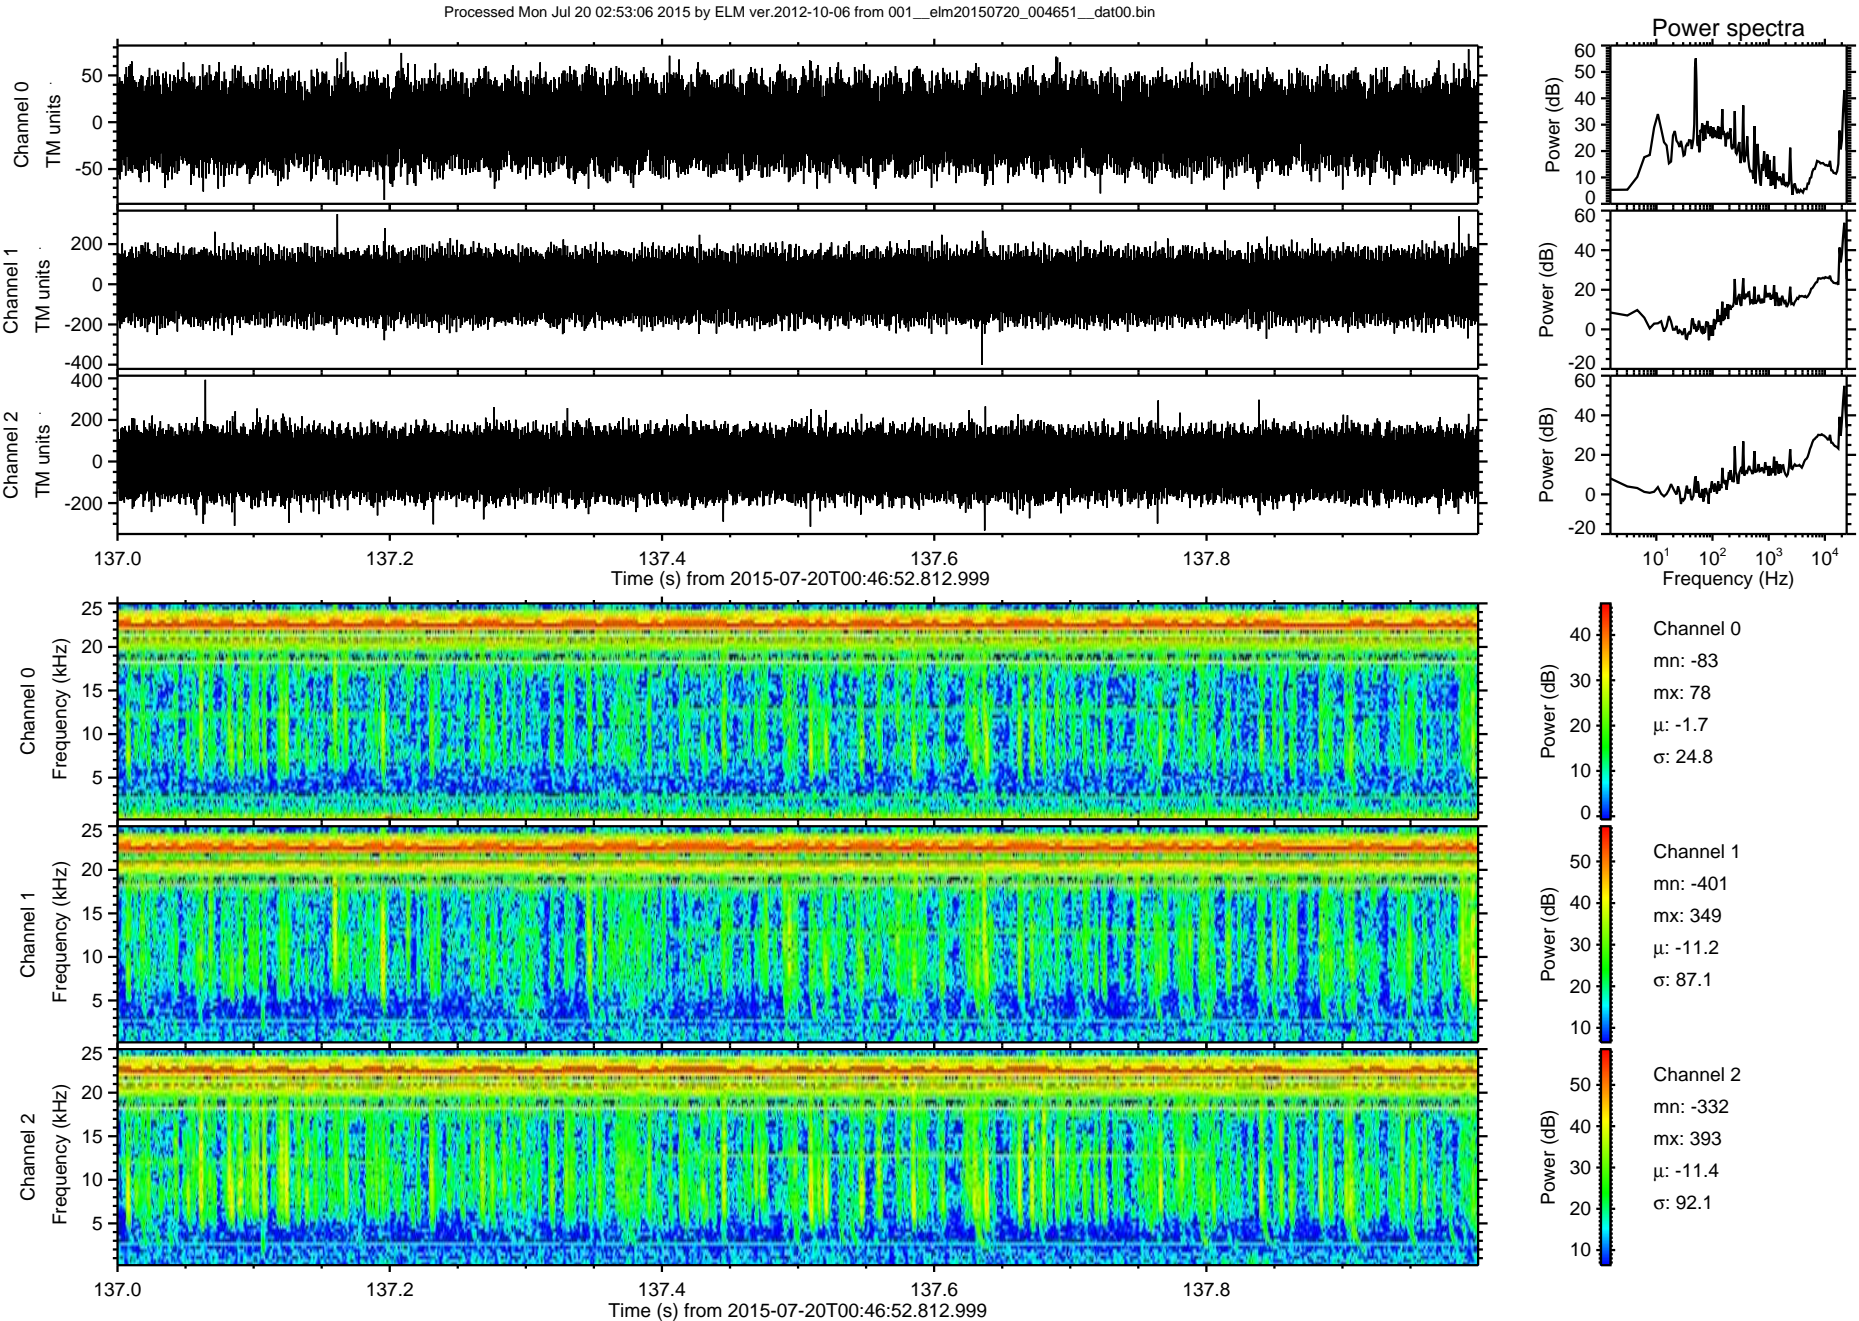 Processed Mon Jul 20 02:53:06 2015 by ELM ver.2012-10-06 from 001__elm20150720_004651__dat00.bin
Power spectra
Channel 0
TM units
50
0
-50
Power (dB)
60
50
40
30
20
10
0
Channel 1
TM units
200
0
-200
-400
Power (dB)
60
40
20
0
-20
Channel 2
TM units
400
200
0
-200
Power (dB)
60
40
20
0
-20
137.0 137.2 137.4 137.6 137.8
Time (s) from 2015-07-20T00:46:52.812.999
10^1 10^2 10^3 10^4
Frequency (Hz)
Channel 0
Frequency (kHz)
25
20
15
10
5
Power (dB)
40
30
20
10
0
Channel 0
mn: -83
mx: 78
μ: -1.7
σ: 24.8
Channel 1
Frequency (kHz)
25
20
15
10
5
Power (dB)
50
40
30
20
10
Channel 1
mn: -401
mx: 349
μ: -11.2
σ: 87.1
Channel 2
Frequency (kHz)
25
20
15
10
5
Power (dB)
50
40
30
20
10
Channel 2
mn: -332
mx: 393
μ: -11.4
σ: 92.1
137.0 137.2 137.4 137.6 137.8
Time (s) from 2015-07-20T00:46:52.812.999